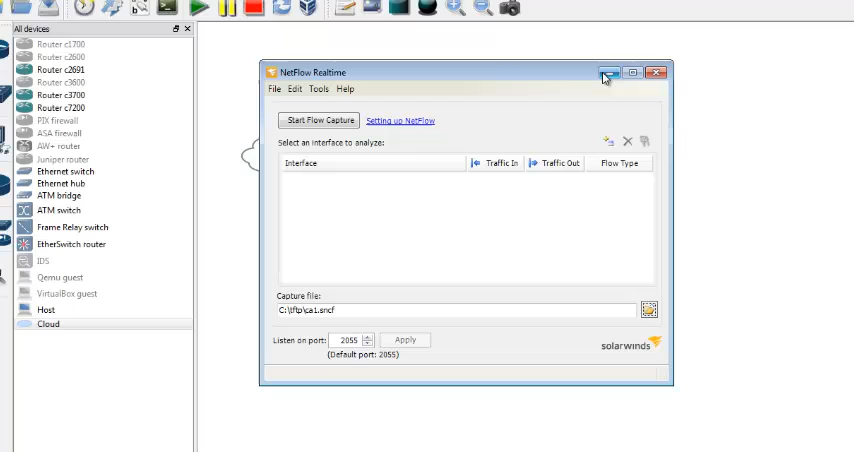 All devices
Router c1700
Router c2600
Router c2691
Router c3600
Router c3700
Router c7200
PIX firewall
ASA firewall
AW+ router
Juniper router
Ethernet switch
Ethernet hub
ATM bridge
ATM switch
Frame Relay switch
EtherSwitch router
IDS
Qemu guest
VirtualBox guest
Host
Cloud
NetFlow Realtime
File Edit Tools Help
Start Flow Capture Setting up NetFlow
Select an interface to analyze:
Interface Traffic In Traffic Out Flow Type
Capture file:
C:\tftp\ca1.sncf
Listen on port: 2055 Apply
(Default port: 2055)
solarwinds